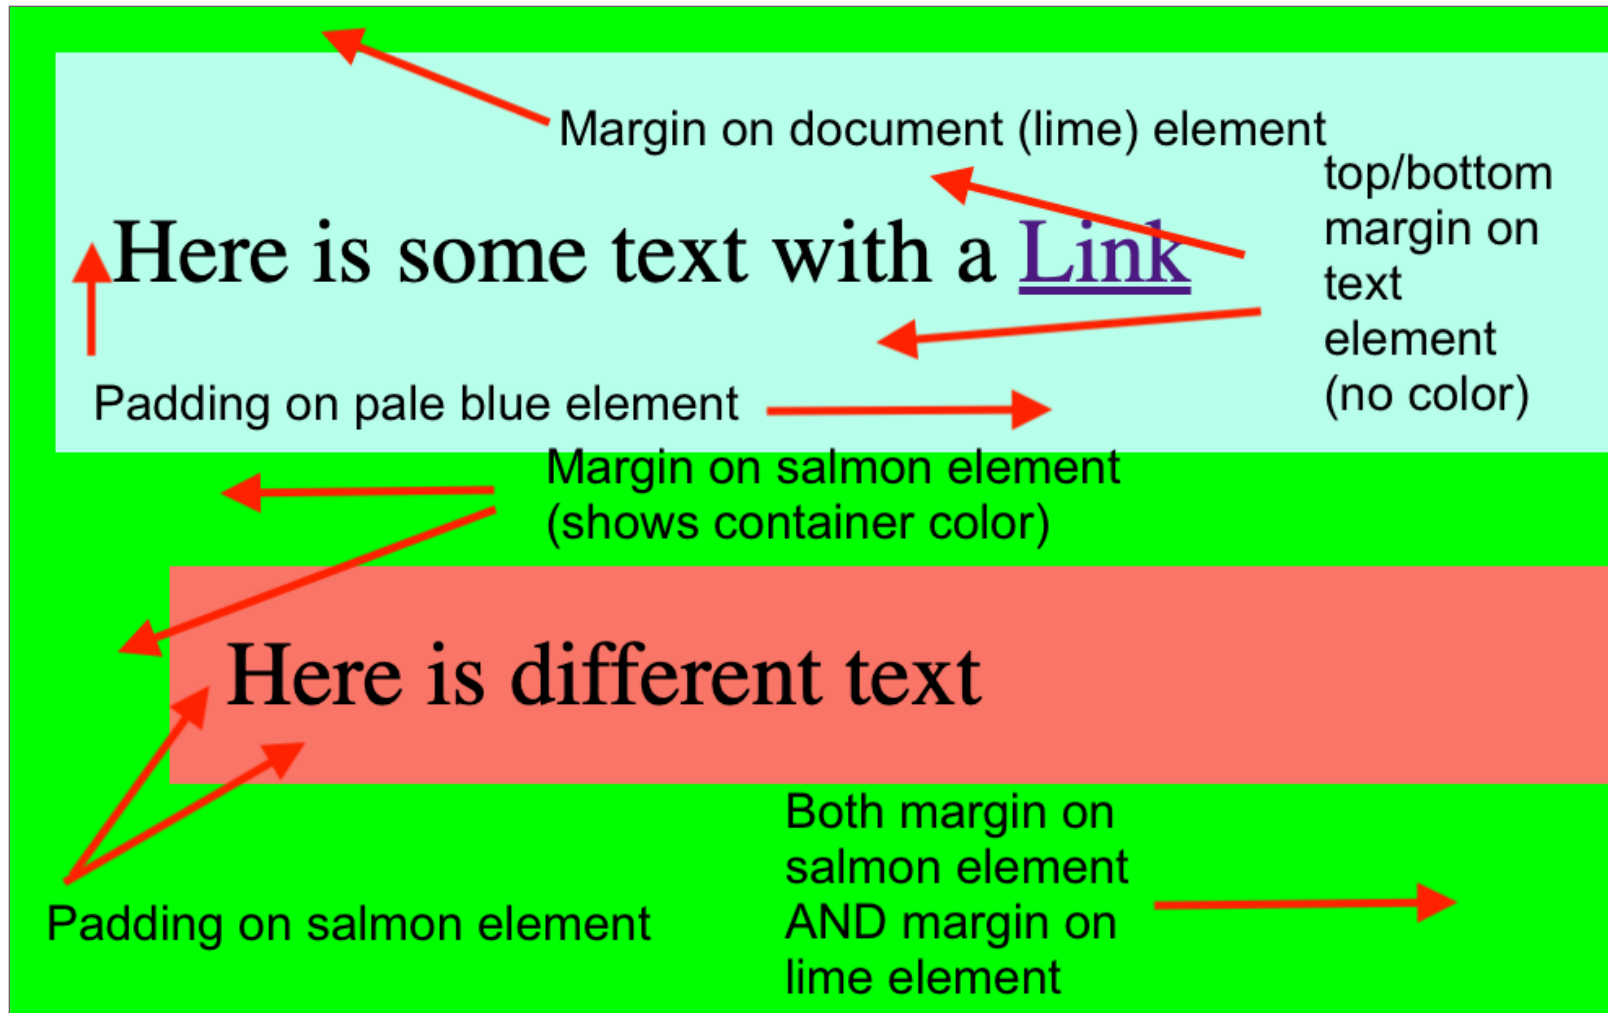 Margin on document (lime) element
top/bottom
margin on
text
element
(no color)
Here is some text with a Link
Padding on pale blue element
Margin on salmon element
(shows container color)
Here is different text
Both margin on
salmon element
AND margin on
lime element
Padding on salmon element